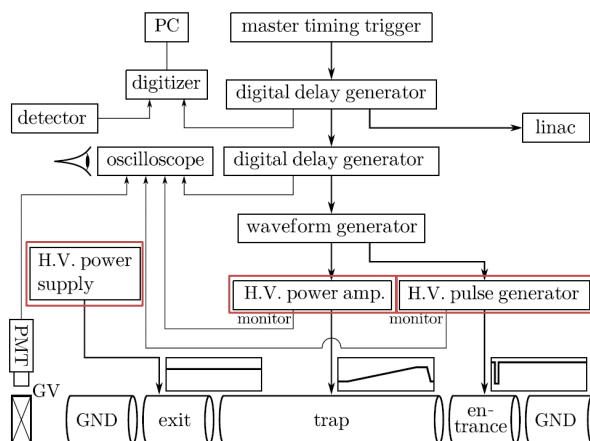 PC
master timing trigger
digitizer
digital delay generator
detector
linac
oscilloscope
digital delay generator
waveform generator
H.V. power
supply
H.V. power amp.
H.V. pulse generator
monitor
monitor
PMT
GV
GND
exit
trap
en-
trance
GND